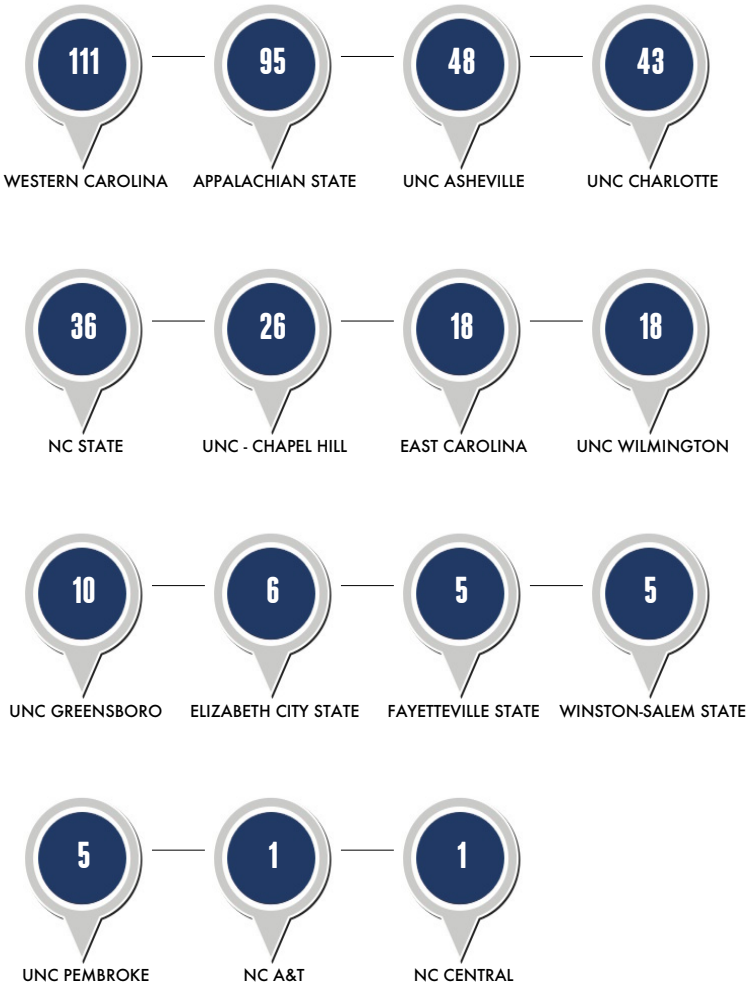 111 95 48 43
WESTERN CAROLINA APPALACHIAN STATE UNC ASHEVILLE UNC CHARLOTTE
36 26 18 18
NC STATE UNC - CHAPEL HILL EAST CAROLINA UNC WILMINGTON
10 6 5 5
UNC GREENSBORO ELIZABETH CITY STATE FAYETTEVILLE STATE WINSTON-SALEM STATE
5 1 1
UNC PEMBROKE NC A&T NC CENTRAL